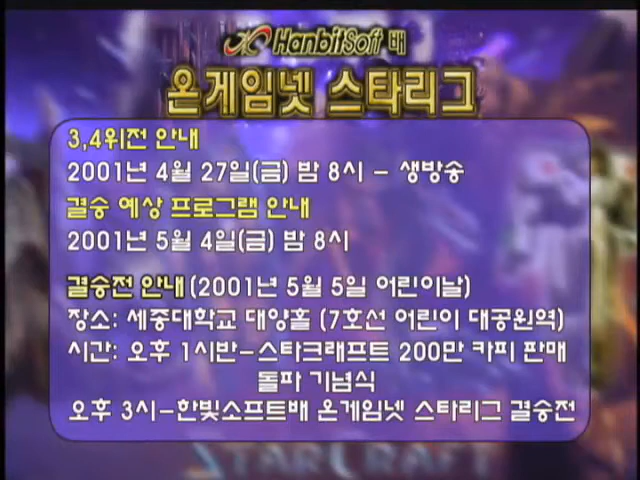 HanbitSoft 배
온게임넷 스타리그
3,4위전 안내
2001년 4월 27일(금) 밤 8시 - 생방송
결승 예상 프로그램 안내
2001년 5월 4일(금) 밤 8시
결승전 안내(2001년 5월 5일 어린이날)
장소: 세종대학교 대양홀 (7호선 어린이 대공원역)
시간: 오후 1시반-스타크래프트 200만 카피 판매
돌파 기념식
오후 3시-한빛소프트배 온게임넷 스타리그 결승전
STARCRAFT